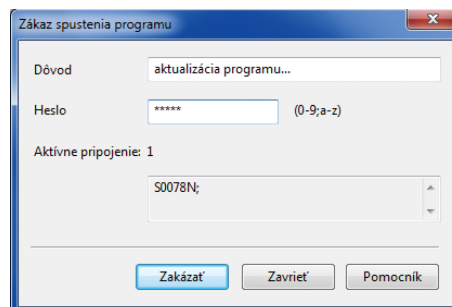 Zákaz spustenia programu
Dôvod aktualizácia programu...
Heslo ***** (0-9;a-z)
Aktívne pripojenie: 1
S0078N;
Zakázať Zavrieť Pomocník